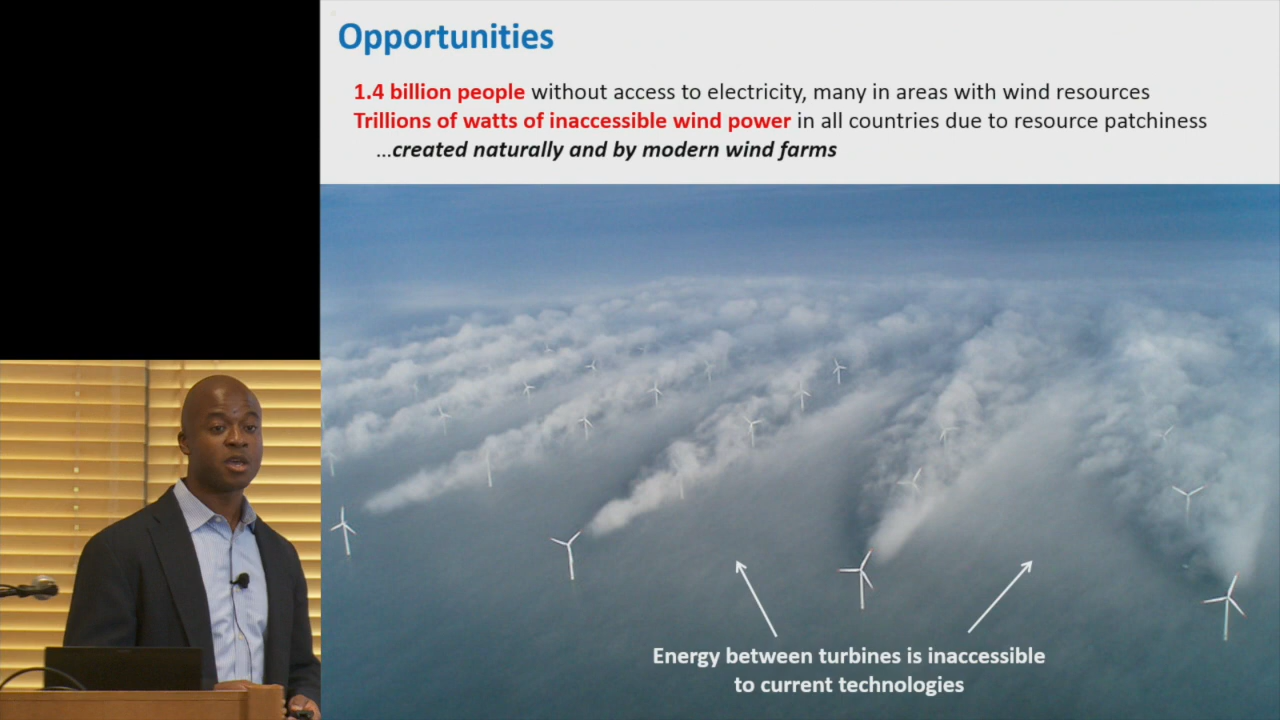 Opportunities
1.4 billion people without access to electricity, many in areas with wind resources
Trillions of watts of inaccessible wind power in all countries due to resource patchiness
...created naturally and by modern wind farms
Energy between turbines is inaccessible
to current technologies